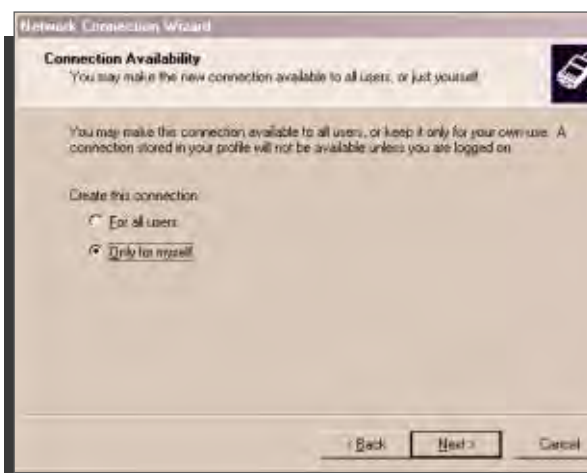 Network Connection Wizard
Connection Availability
You may make the new connection available to all users, or just yourself
You may make this connection available to all users, or keep it only for your own use. A
connection stored in your profile will not be available unless you are logged on
Create this connection
For all users
Only for myself
< Back
Next >
Cancel